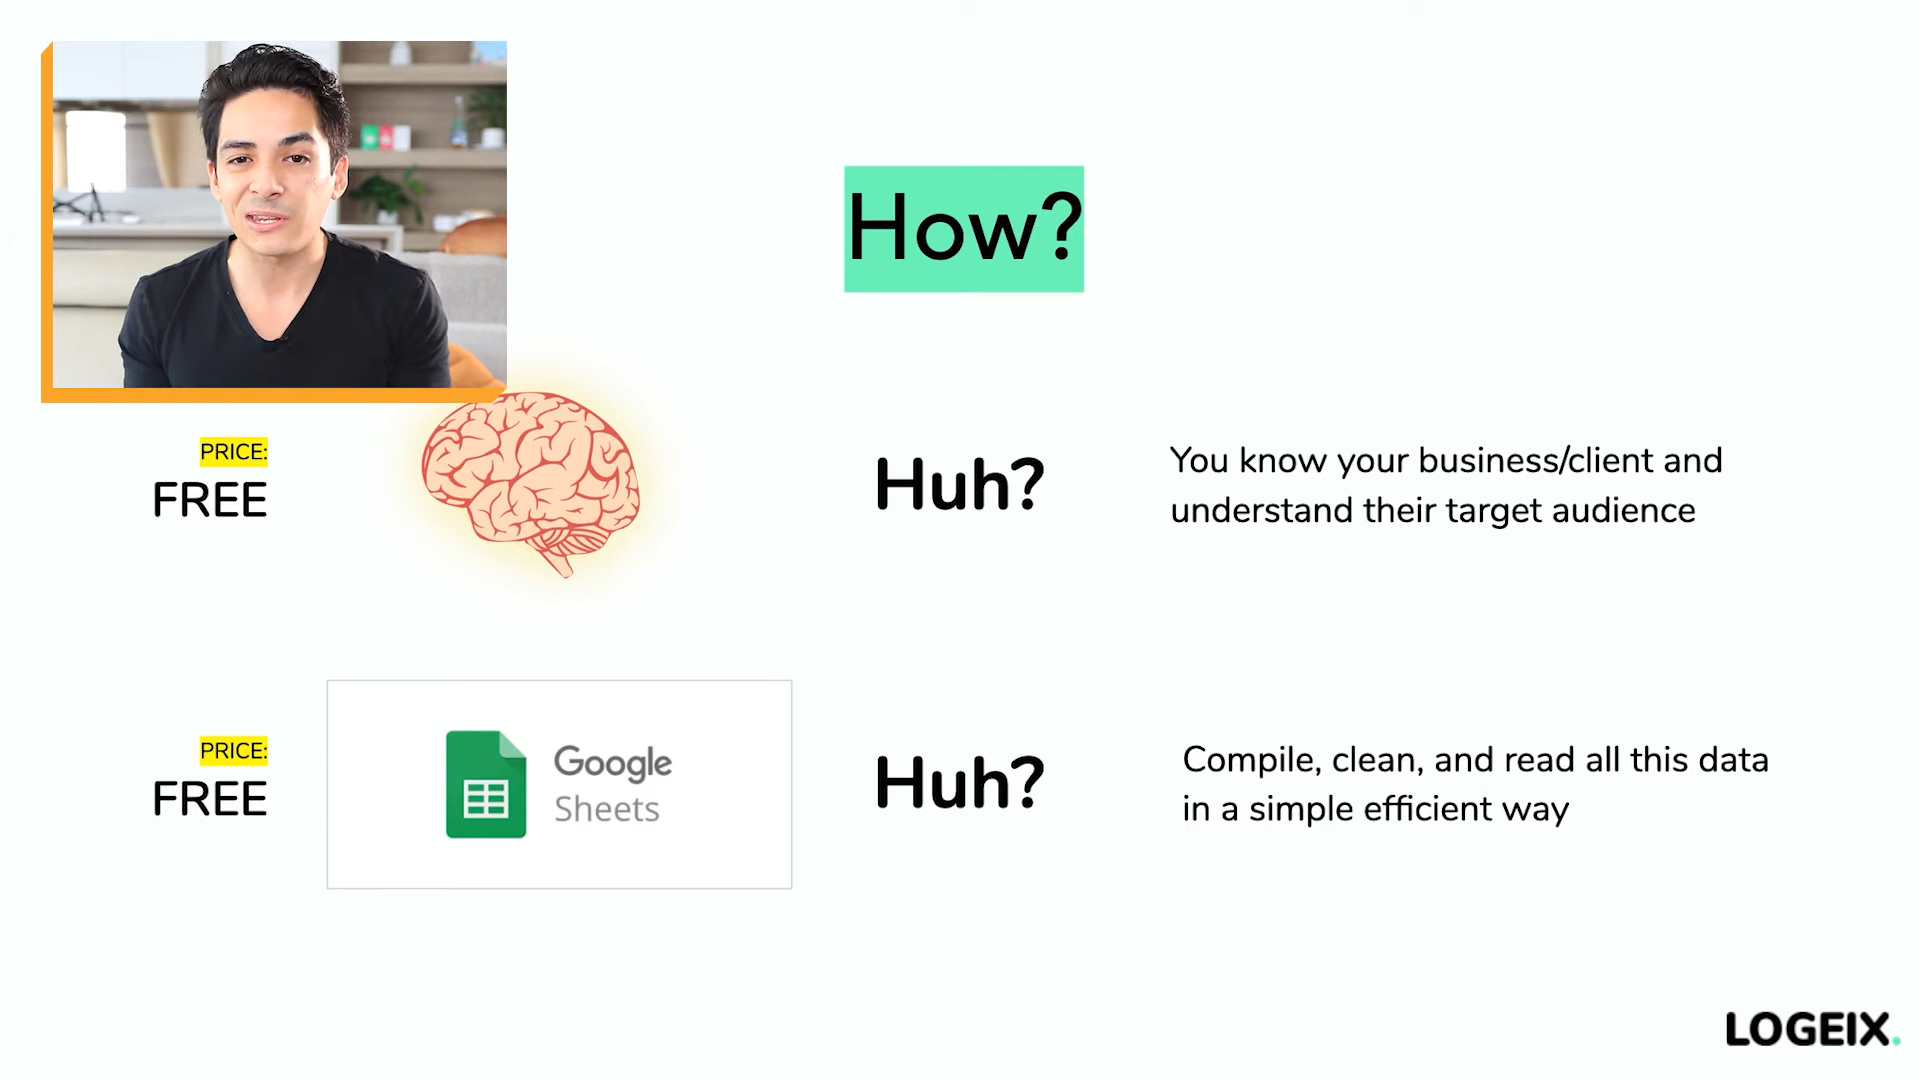 How?
PRICE:
FREE
Huh?
You know your business/client and
understand their target audience
PRICE:
FREE
Google
Sheets
Huh?
Compile, clean, and read all this data
in a simple efficient way
LOGEIX.